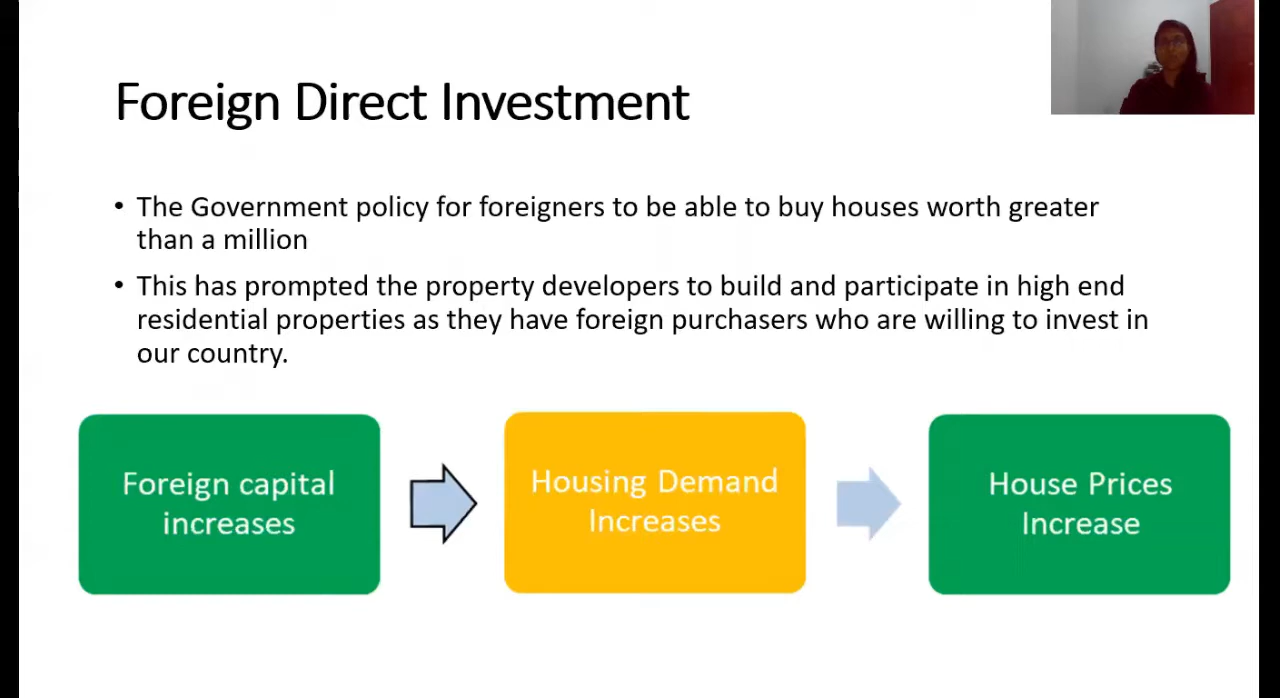 Foreign Direct Investment
• The Government policy for foreigners to be able to buy houses worth greater
than a million
• This has prompted the property developers to build and participate in high end
residential properties as they have foreign purchasers who are willing to invest in
our country.
Foreign capital
increases
Housing Demand
Increases
House Prices
Increase